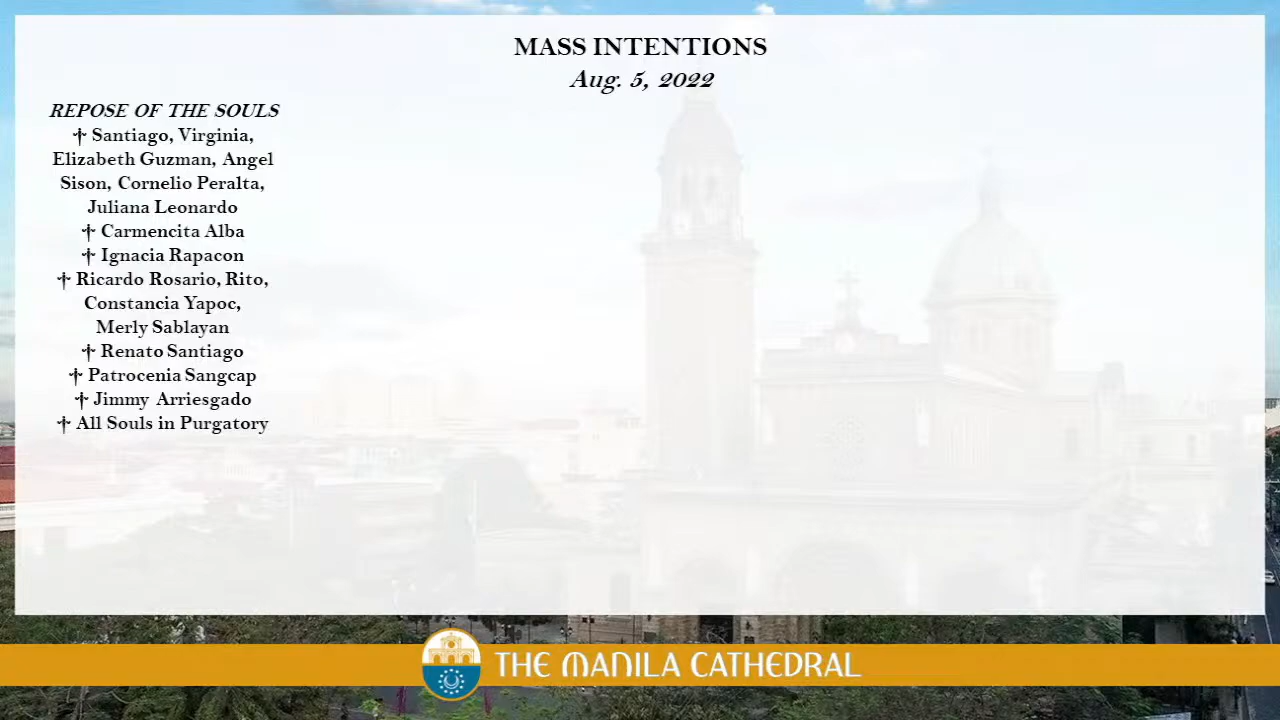 MASS INTENTIONS
Aug. 5, 2022
REPOSE OF THE SOULS
✝ Santiago, Virginia,
Elizabeth Guzman, Angel
Sison, Cornelio Peralta,
Juliana Leonardo
✝ Carmencita Alba
✝ Ignacia Rapacon
✝ Ricardo Rosario, Rito,
Constancia Yapoc,
Merly Sablayan
✝ Renato Santiago
✝ Patrocenia Sangcap
✝ Jimmy Arriesgado
✝ All Souls in Purgatory
THE MANILA CATHEDRAL